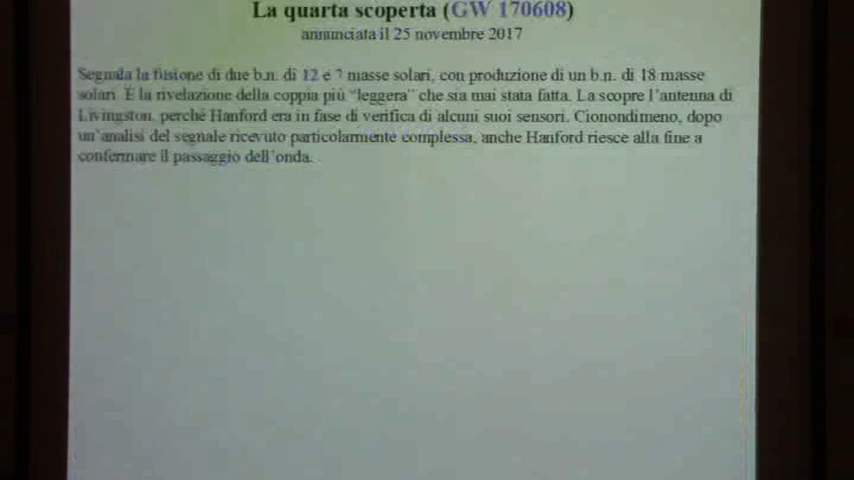 La quarta scoperta (GW 170608)
annunciata il 25 novembre 2017
Segnala la fusione di due b.n. di 12 e 7 masse solari, con produzione di un b.n. di 18 masse
solari. È la rivelazione della coppia più “leggera” che sia mai stata fatta. La scopre l’antenna di
Livingston, perché Hanford era in fase di verifica di alcuni suoi sensori. Cionondimeno, dopo
un’analisi del segnale ricevuto particolarmente complessa, anche Hanford riesce alla fine a
confermare il passaggio dell’onda.